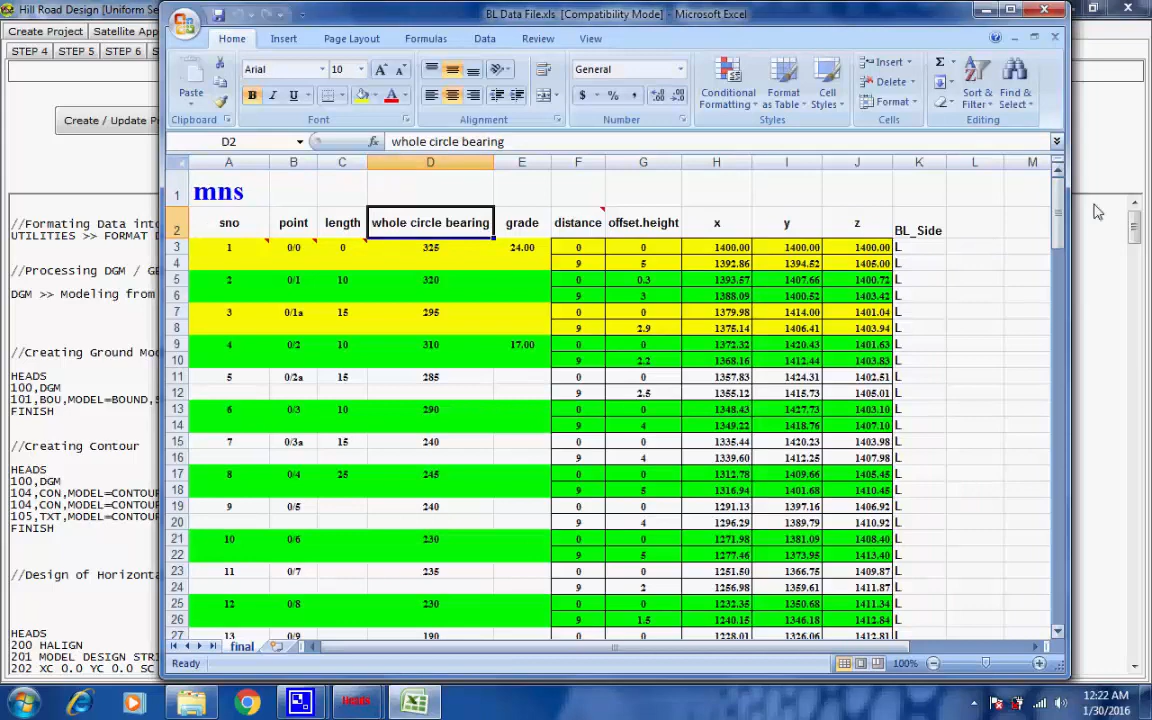 Hill Road Design [Uniform Se
BL Data File.xls [Compatibility Mode] - Microsoft Excel
Create Project Satellite App
STEP 4 STEP 5 STEP 6 S
Create / Update P
Home Insert Page Layout Formulas Data Review View
Paste
Arial 10
B I U
General
$ % ,
Conditional Formatting
Format as Table
Cell Styles
Insert
Delete
Format
Sort & Filter
Find & Select
Clipboard Font Alignment Number Styles Cells Editing
D2 fx whole circle bearing
A B C D E F G H I J K L M
1 mns
2 sno point length whole circle bearing grade distance offset.height x y z BL_Side
3 1 0/0 0 325 24.00 0 0 1400.00 1400.00 1400.00 L
4 9 5 1392.86 1394.52 1405.00 L
5 2 0/1 10 320 0 0.3 1393.57 1407.66 1400.72 L
6 9 3 1388.09 1400.52 1403.42 L
7 3 0/1a 15 295 0 0 1379.98 1414.00 1401.04 L
8 9 2.9 1375.14 1406.41 1403.94 L
9 4 0/2 10 310 17.00 0 0 1372.32 1420.43 1401.63 L
10 9 2.2 1368.16 1412.44 1403.83 L
11 5 0/2a 15 285 0 0 1357.83 1424.31 1402.51 L
12 9 2.5 1355.12 1415.73 1405.01 L
13 6 0/3 10 290 0 0 1348.43 1427.73 1403.10 L
14 9 4 1349.22 1418.76 1407.10 L
15 7 0/3a 15 240 0 0 1335.44 1420.23 1403.98 L
16 9 4 1339.60 1412.25 1407.98 L
17 8 0/4 25 245 0 0 1312.78 1409.66 1405.45 L
18 9 5 1316.94 1401.68 1410.45 L
19 9 0/5 240 0 0 1291.13 1397.16 1406.92 L
20 9 4 1296.29 1389.79 1410.92 L
21 10 0/6 230 0 0 1271.98 1381.09 1408.40 L
22 9 5 1277.46 1373.95 1413.40 L
23 11 0/7 235 0 0 1251.50 1366.75 1409.87 L
24 9 2 1256.98 1359.61 1411.87 L
25 12 0/8 230 0 0 1232.35 1350.68 1411.34 L
26 9 1.5 1240.15 1346.18 1412.84 L
27 13 0/9 190 0 0 1228.01 1326.06 1412.81 L
final
Ready 100%
//Formating Data into
UTILITIES >> FORMAT D
//Processing DGM / GE
DGM >> Modeling from
//Creating Ground Mod
HEADS
100,DGM
101,BOU,MODEL=BOUND,S
FINISH
//Creating Contour
HEADS
100,DGM
104,CON,MODEL=CONTOUR
104,CON,MODEL=CONTOUR
105,TXT,MODEL=CONTOUR
FINISH
//Design of Horizonta
HEADS
200 HALIGN
201 MODEL DESIGN STRI
202 XC 0.0 YC 0.0 SC
Heads
12:22 AM
1/30/2016